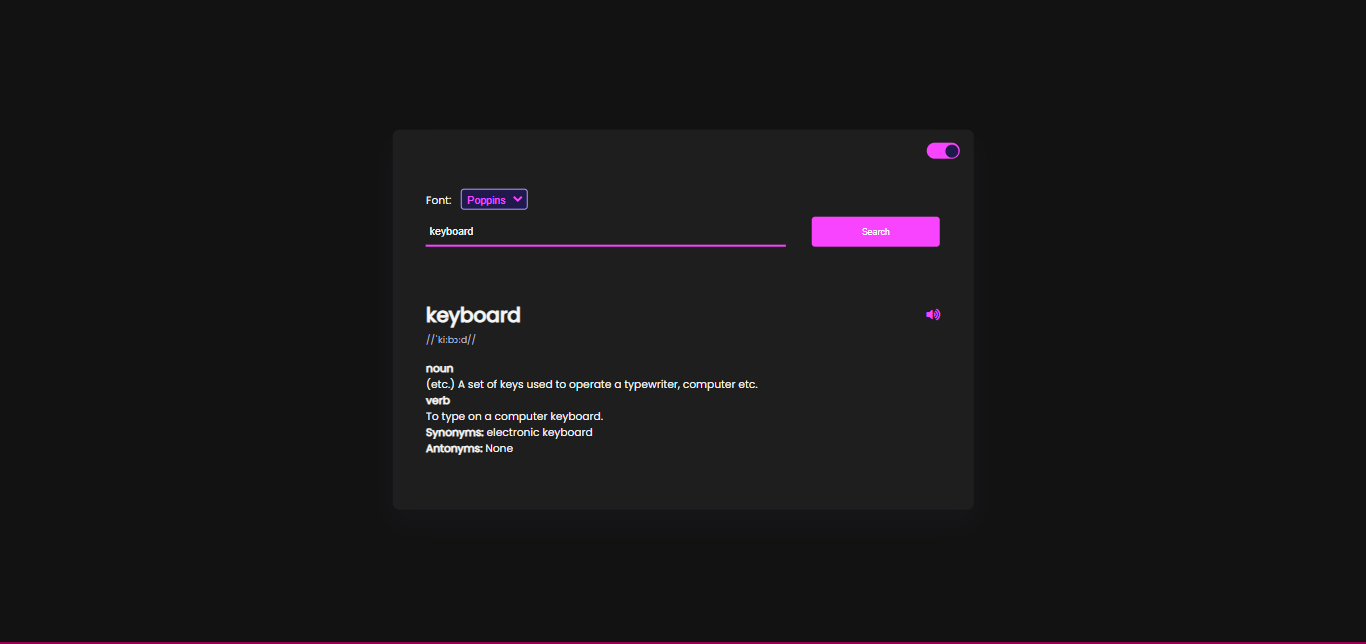 Font: Poppins
keyboard Search
keyboard
//ˈkiːbɔːd//
noun
(etc.) A set of keys used to operate a typewriter, computer etc.
verb
To type on a computer keyboard.
Synonyms: electronic keyboard
Antonyms: None